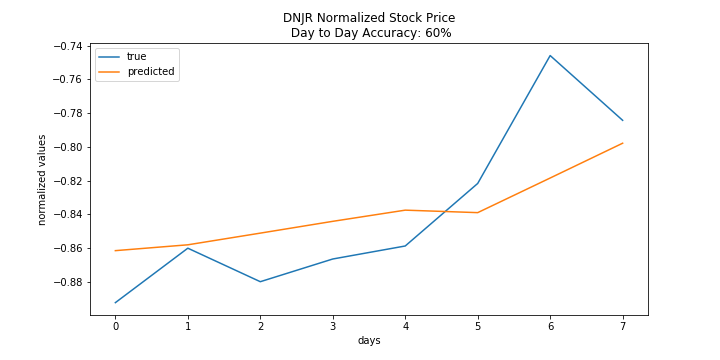 DNJR Normalized Stock Price
Day to Day Accuracy: 60%
true
predicted
normalized values
−0.74
−0.76
−0.78
−0.80
−0.82
−0.84
−0.86
−0.88
0 1 2 3 4 5 6 7
days